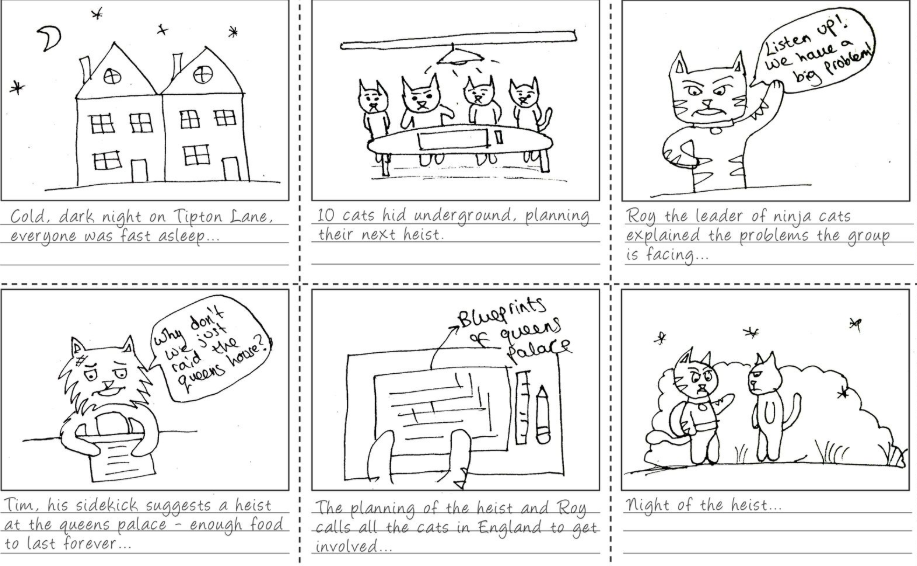 Cold, dark night on Tipton Lane,
everyone was fast asleep...
10 cats hid underground, planning
their next heist.
Listen up!
we have a
big problem!
Roy the leader of ninja cats
explained the problems the group
is facing...
Why don't
we just
raid the
queens house?
Tim, his sidekick suggests a heist
at the queens palace - enough food
to last forever...
Blueprints
of queens
palace
The planning of the heist and Roy
calls all the cats in England to get
involved...
Night of the heist...